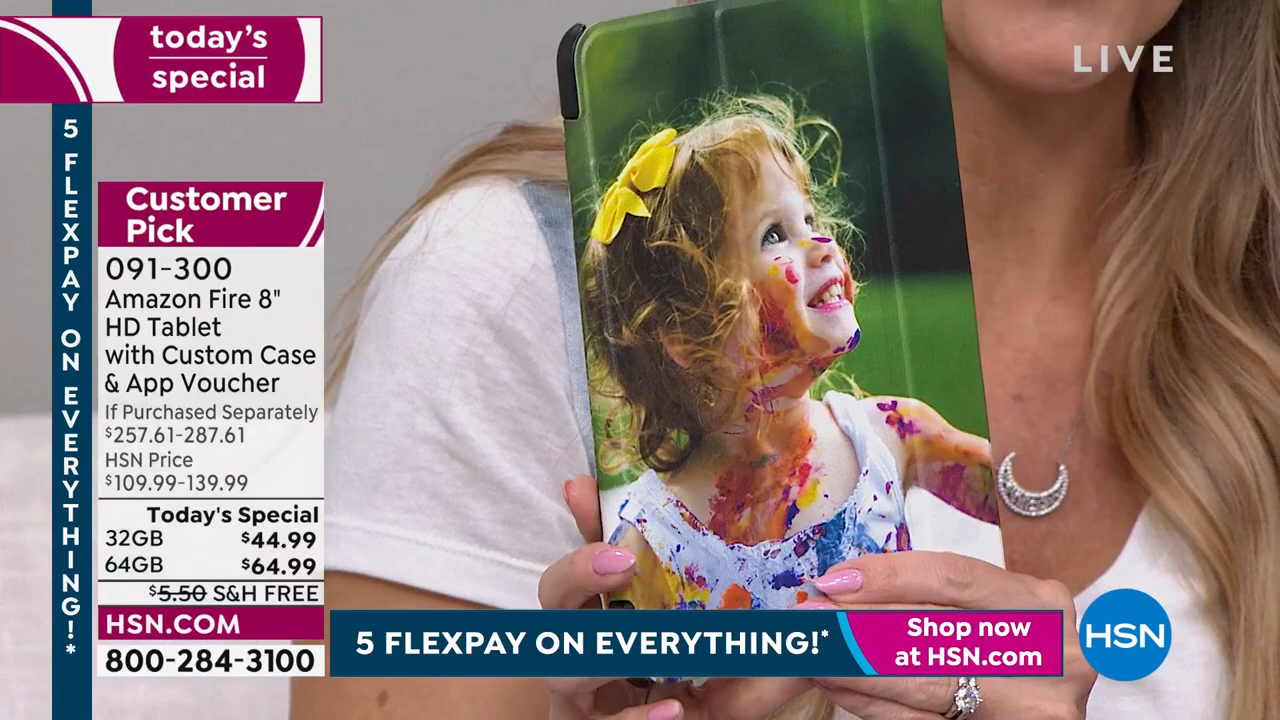 today's
special
LIVE
5 FLEXPAY ON EVERYTHING!*
Customer
Pick
091-300
Amazon Fire 8"
HD Tablet
with Custom Case
& App Voucher
If Purchased Separately
$257.61-287.61
HSN Price
$109.99-139.99
Today's Special
32GB $44.99
64GB $64.99
$5.50 S&H FREE
HSN.COM
800-284-3100
5 FLEXPAY ON EVERYTHING!*
Shop now
at HSN.com
HSN